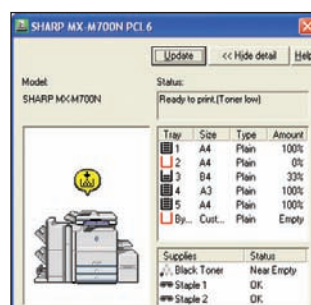 SHARP MX-M700N PCL6
Update << Hide detail Help
Model: Status:
SHARP MX-M700N Ready to print.(Toner low)
Tray Size Type Amount
1 A4 Plain 100%
2 A4 Plain 0%
3 B4 Plain 33%
4 A3 Plain 100%
5 A4 Plain 100%
By... Cust... Plain Empty
Supplies Status
Black Toner Near Empty
Staple 1 OK
Staple 2 OK